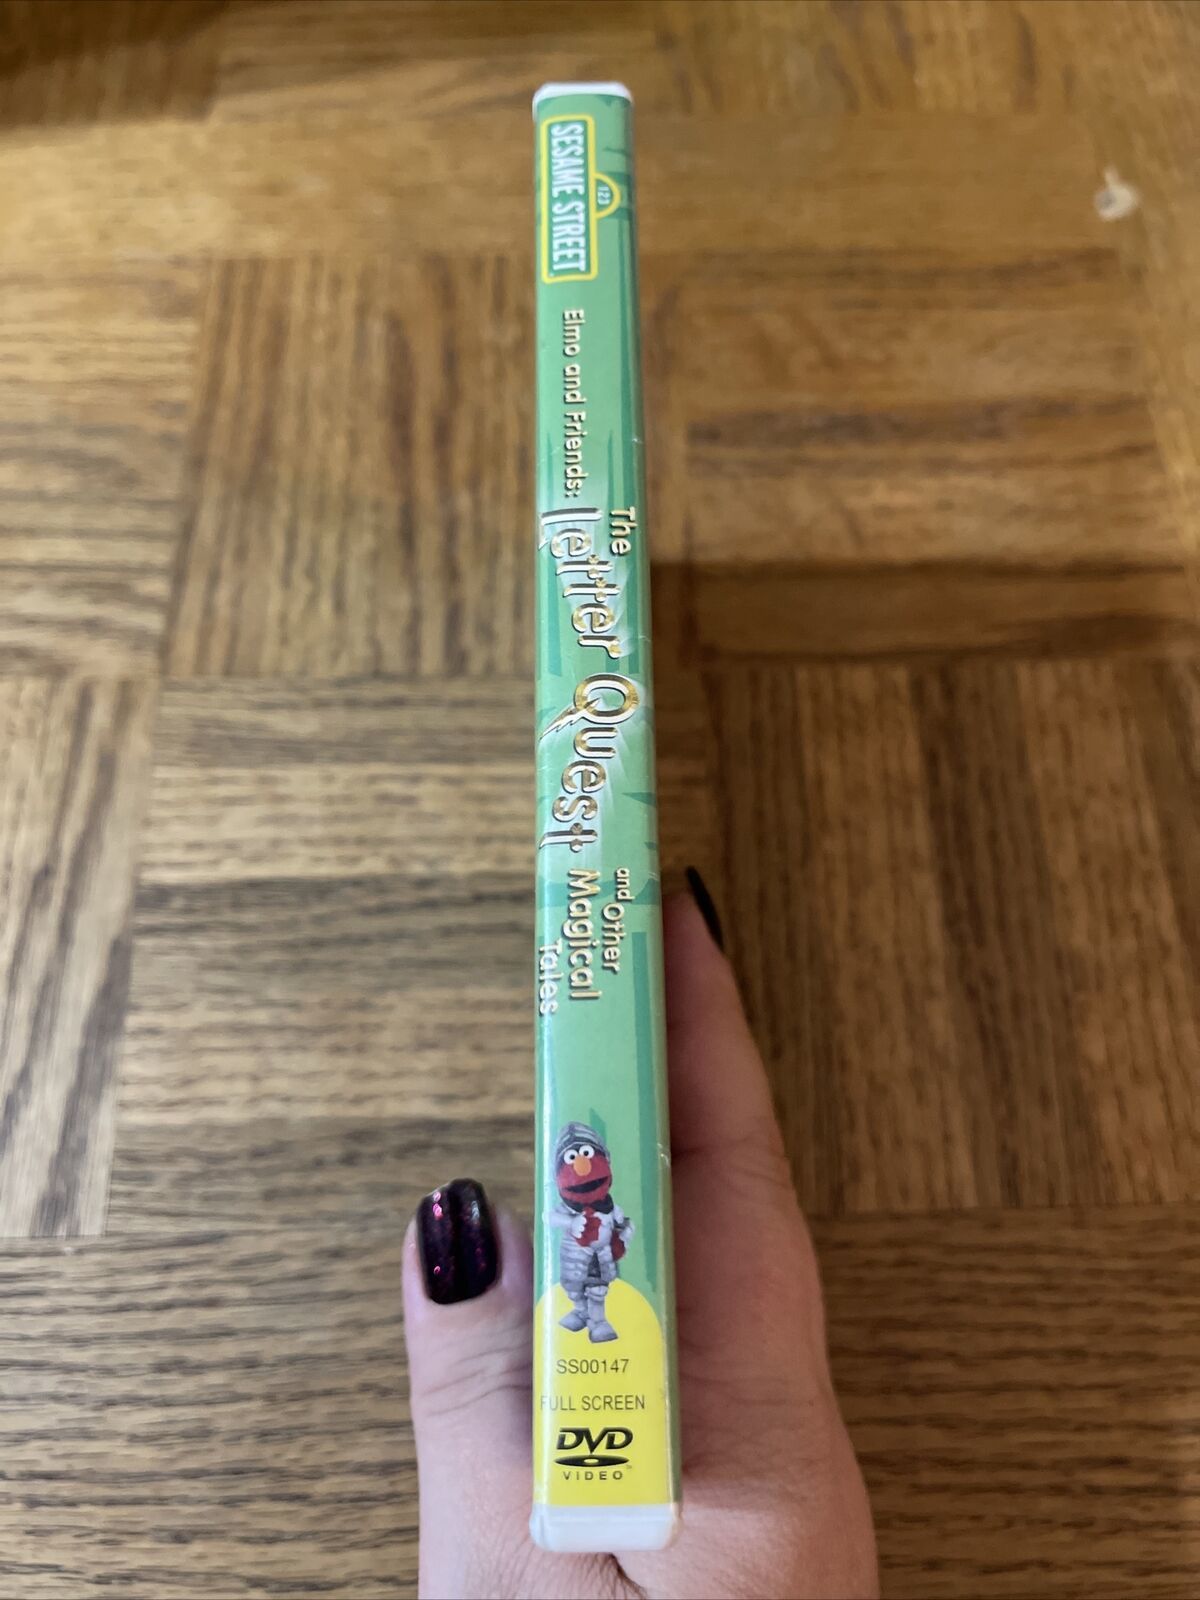 123
SESAME STREET
Elmo and Friends:
The
Letter Quest
and Other
Magical
Tales
SS00147
FULL SCREEN
DVD
VIDEO